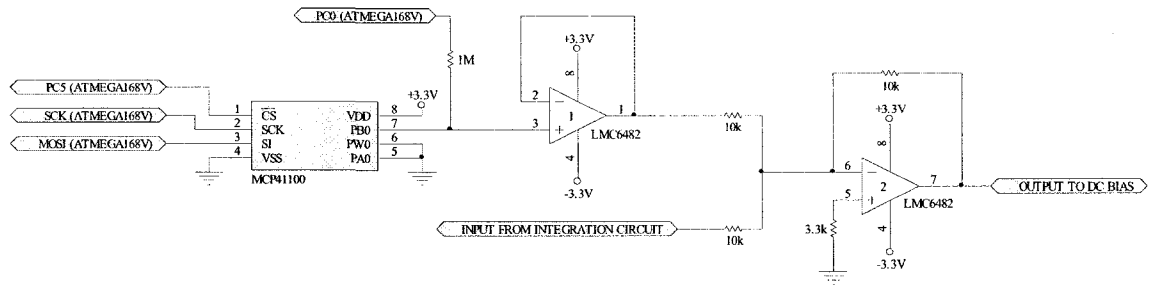 PC0 (ATMEGA168V)
1M
+3.3V
8
2
1
1
3
LMC6482
4
-3.3V
PC5 (ATMEGA168V)
SCK (ATMEGA168V)
MOSI (ATMEGA168V)
1 CS VDD 8
2 SCK PB0 7
3 SI PW0 6
4 VSS PA0 5
MCP41100
+3.3V
10k
10k
+3.3V
8
6
2
7
5
LMC6482
4
-3.3V
3.3k
OUTPUT TO DC BIAS
INPUT FROM INTEGRATION CIRCUIT
10k